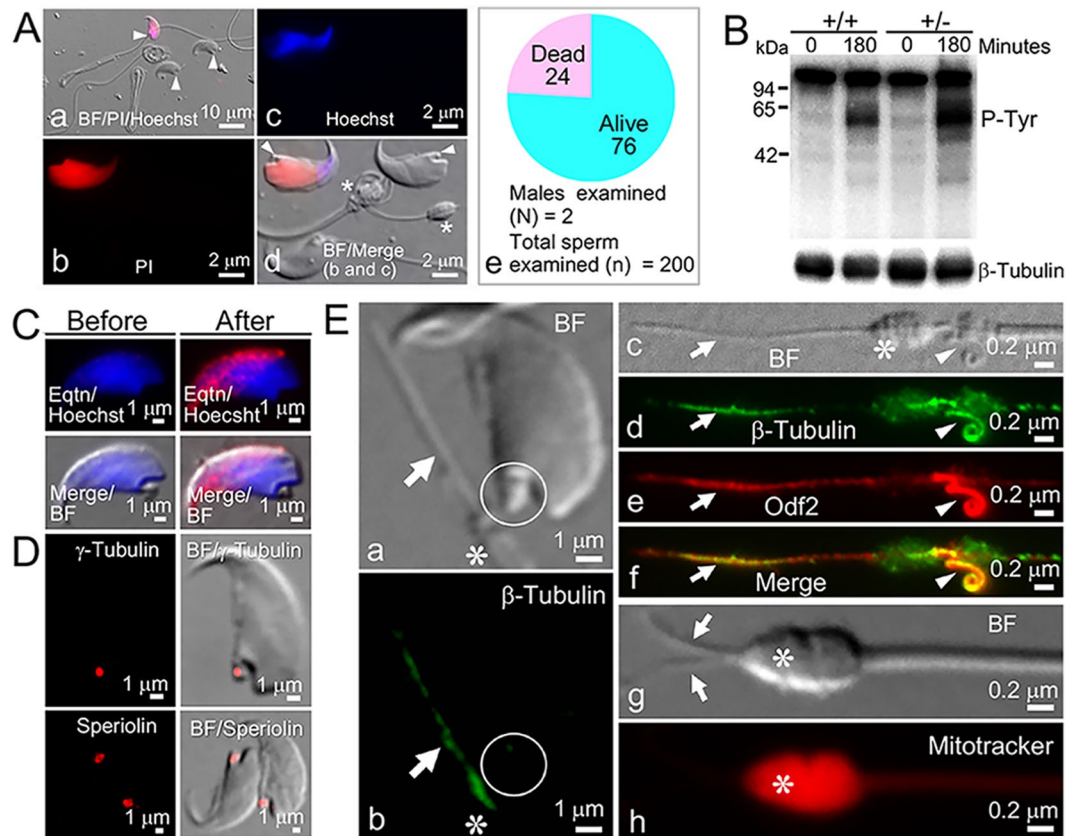 A
a
BF/PI/Hoechst
10 μm
c
Hoechst
2 μm
b
PI
2 μm
*
*
d
BF/Merge
(b and c)
2 μm
Dead
24
Alive
76
Males examined
(N) = 2
Total sperm
e examined (n) = 200
B
+/+ +/-
kDa 0 180 0 180 Minutes
94
65
42
P-Tyr
β-Tubulin
C
Before After
Eqtn/
Hoechst 1 μm
Eqtn/
Hoecsht 1 μm
Merge/
BF 1 μm
Merge/
BF 1 μm
D
γ-Tubulin
1 μm
BF/γ-Tubulin
1 μm
Speriolin
1 μm
BF/Speriolin
1 μm
E
BF
a
*
1 μm
β-Tubulin
b
*
1 μm
c
BF
*
0.2 μm
d
β-Tubulin
0.2 μm
e
Odf2
0.2 μm
f
Merge
0.2 μm
BF
*
g
0.2 μm
Mitotracker
*
h
0.2 μm